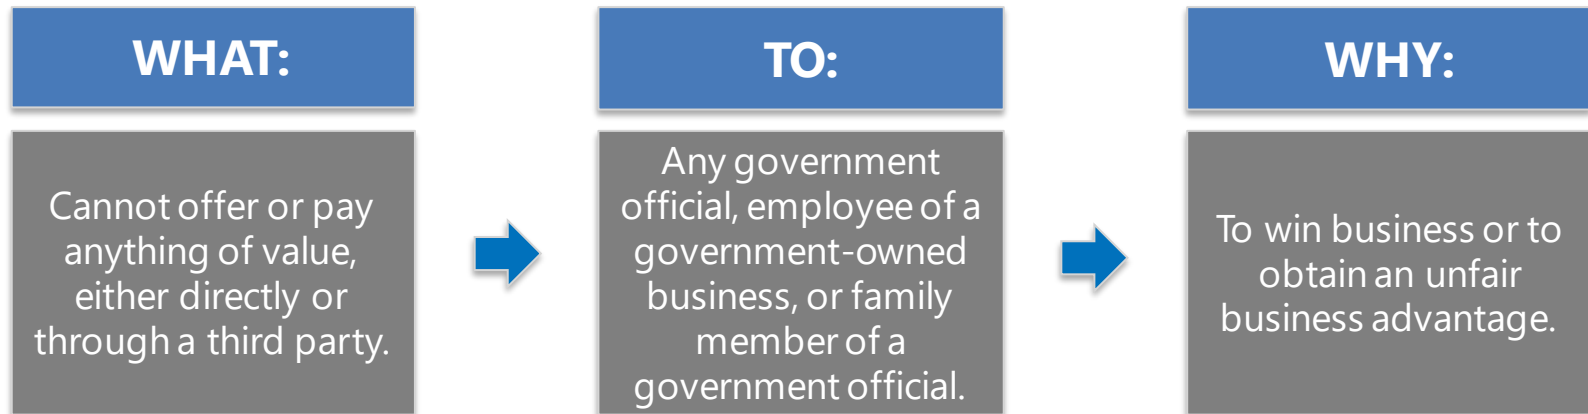 WHAT:
Cannot offer or pay
anything of value,
either directly or
through a third party.
TO:
Any government
official, employee of a
government-owned
business, or family
member of a
government official.
WHY:
To win business or to
obtain an unfair
business advantage.